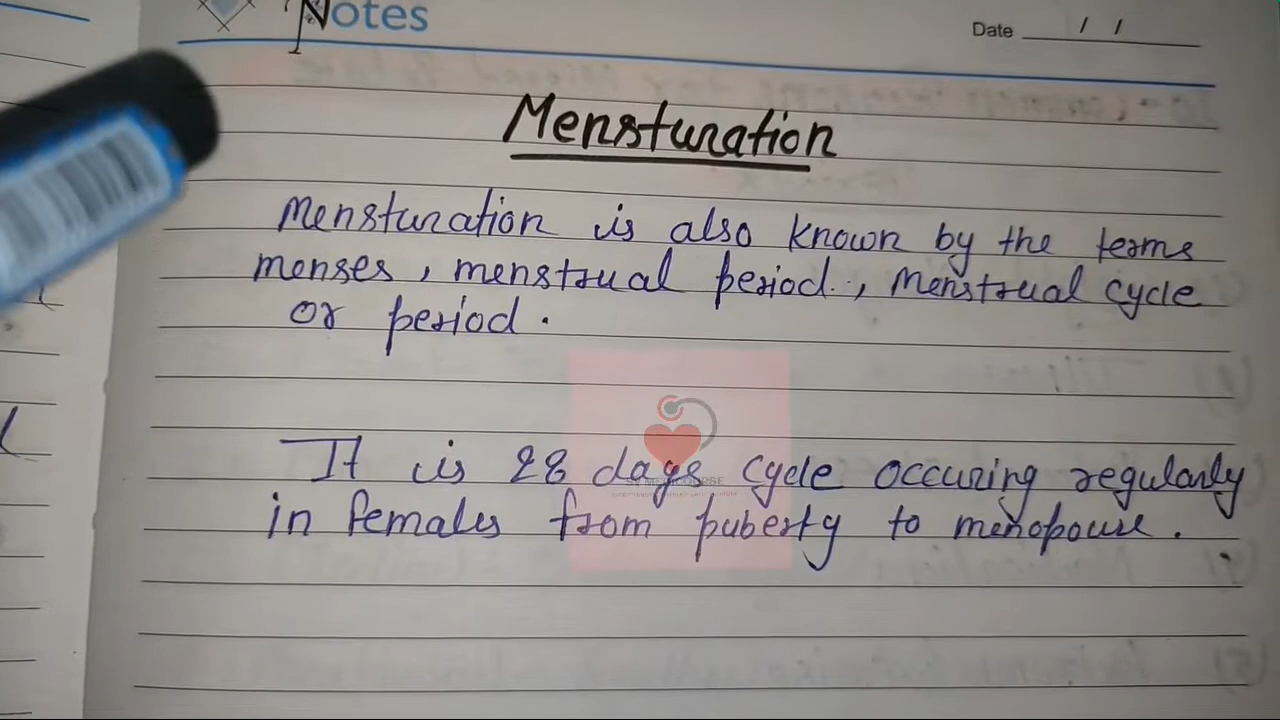 Notes
Date / /
Mensturation
Mensturation is also known by the terms
menses, menstrual period, menstrual cycle
or period.
It is 28 days cycle occuring regularly
in females from puberty to menopause.